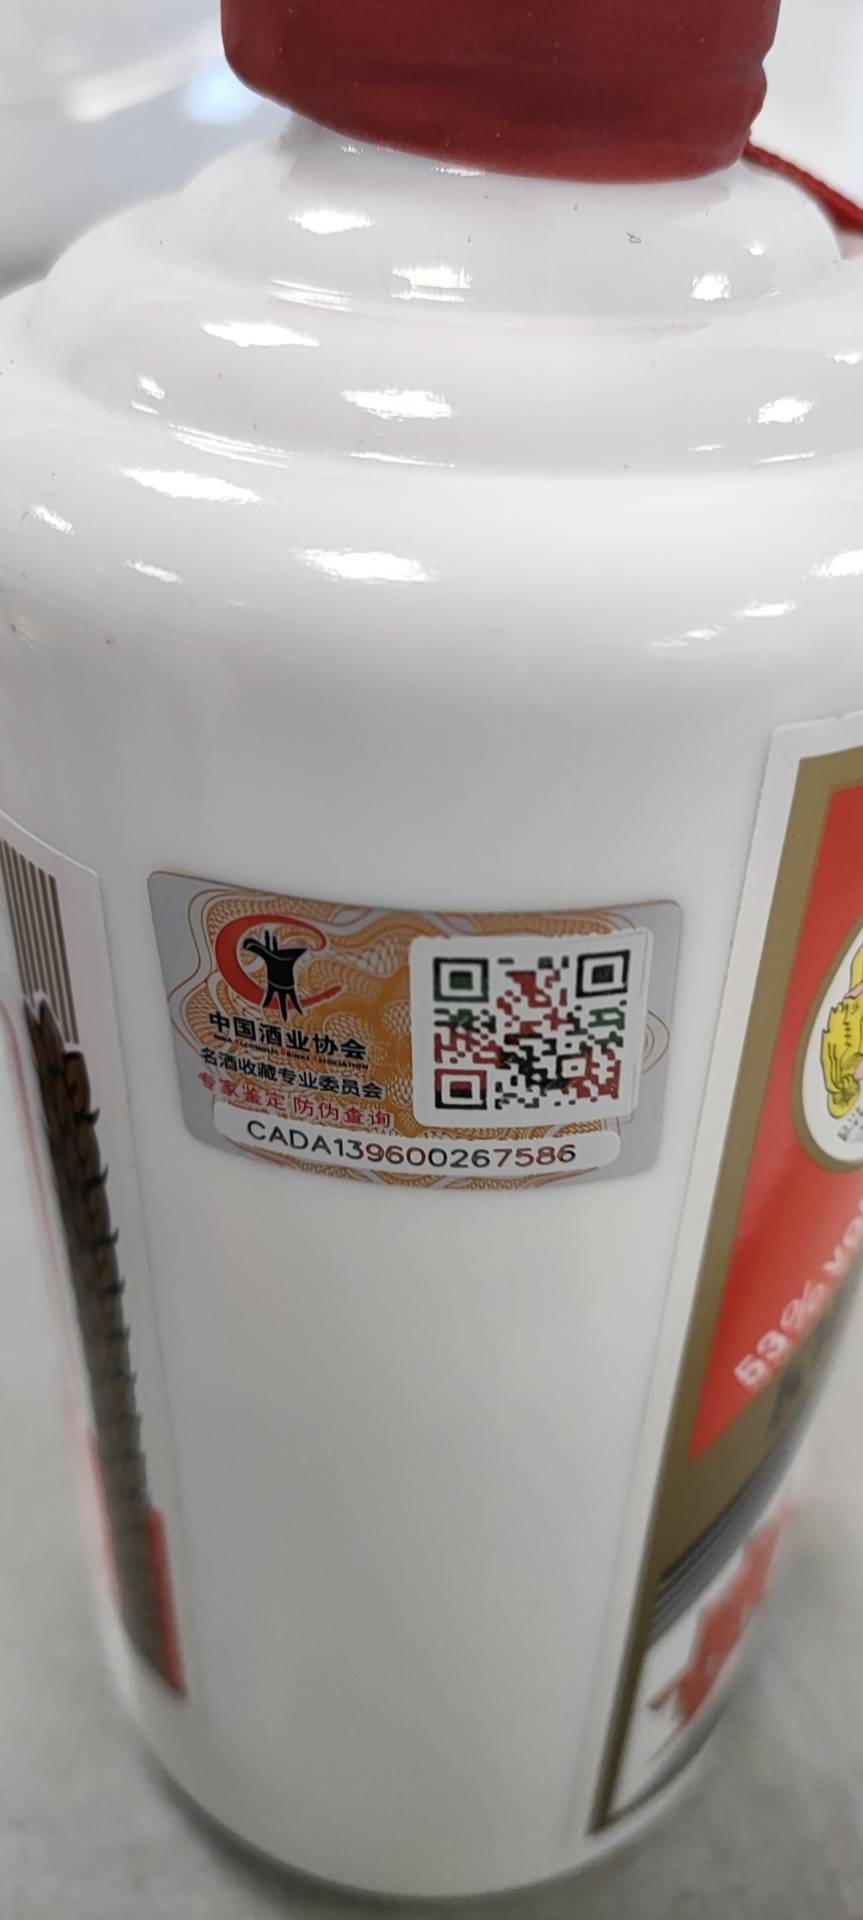 中国酒业协会
名酒收藏专业委员会
专家鉴定 防伪查询
CADA139600267586
53%